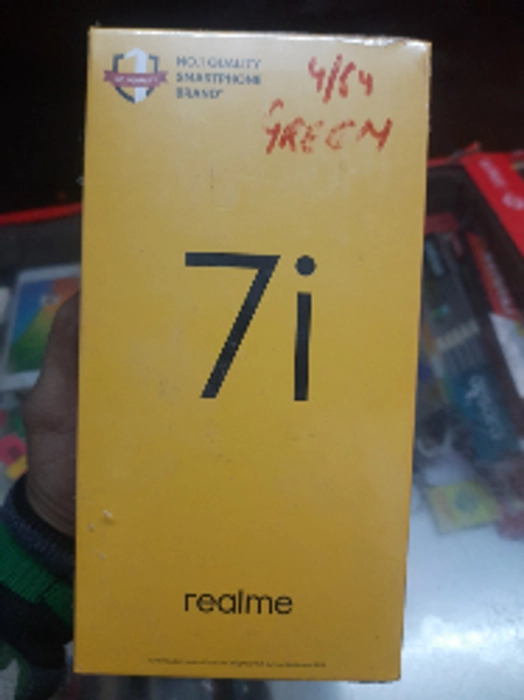 NO.1 QUALITY
SMARTPHONE
BRAND*
4/64
GREEN
7i
realme